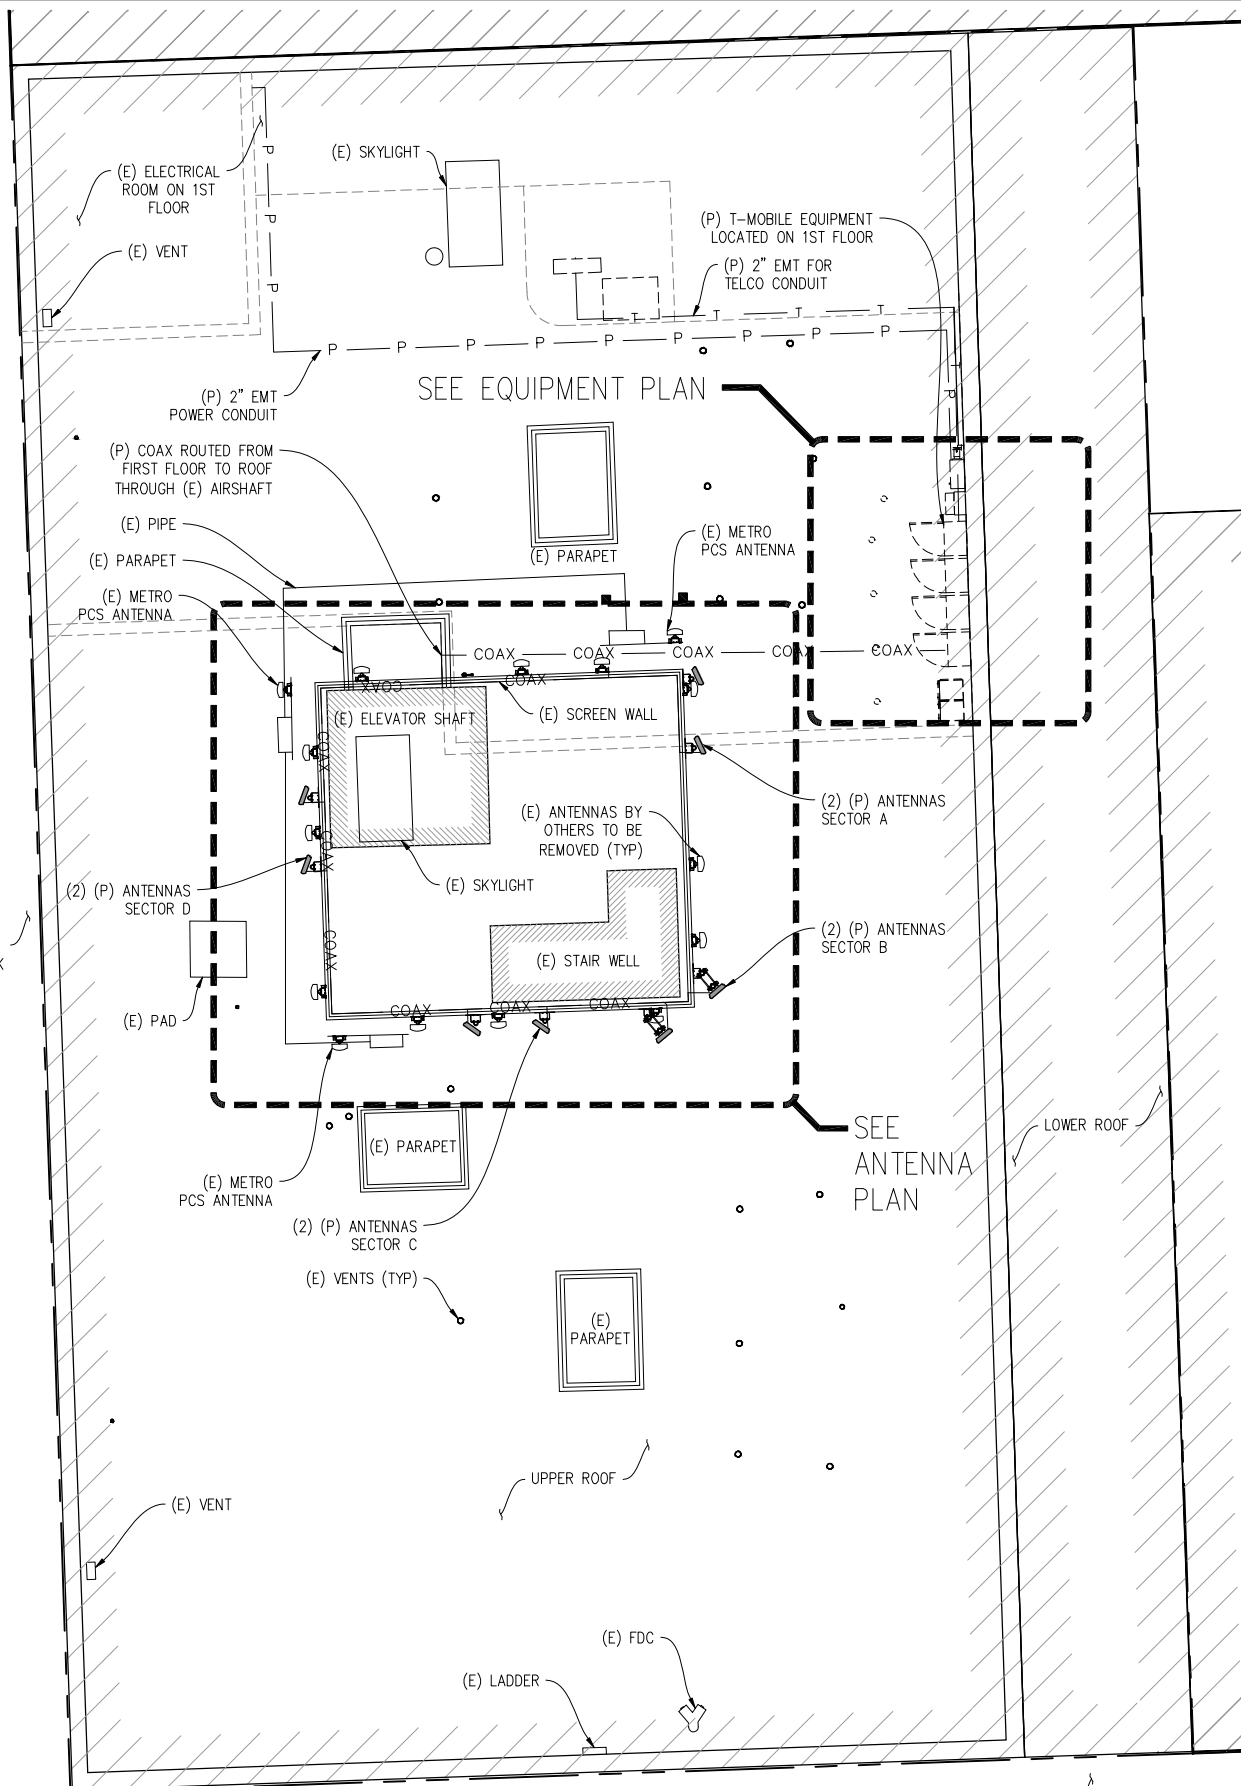 (E) SKYLIGHT
(E) ELECTRICAL
ROOM ON 1ST
FLOOR
(P) T-MOBILE EQUIPMENT
LOCATED ON 1ST FLOOR
(E) VENT
(P) 2" EMT FOR
TELCO CONDUIT
P
P
P
T
T
T
T
P
P
P
P
P
P
P
P
P
T
P
SEE EQUIPMENT PLAN
(P) 2" EMT
POWER CONDUIT
(P) COAX ROUTED FROM
FIRST FLOOR TO ROOF
THROUGH (E) AIRSHAFT
(E) PIPE
(E) METRO
PCS ANTENNA
(E) PARAPET
(E) PARAPET
(E) METRO
PCS ANTENNA
COAX
COAX
COAX
COAX
COAX
COAX
COAX
(E) ELEVATOR SHAFT
(E) SCREEN WALL
COAX
(2) (P) ANTENNAS
SECTOR A
(E) ANTENNAS BY
OTHERS TO BE
REMOVED (TYP)
COAX
(E) SKYLIGHT
(2) (P) ANTENNAS
SECTOR D
(2) (P) ANTENNAS
SECTOR B
COAX
(E) STAIR WELL
COAX
COAX
COAX
(E) PAD
SEE
ANTENNA
PLAN
LOWER ROOF
(E) PARAPET
(E) METRO
PCS ANTENNA
(2) (P) ANTENNAS
SECTOR C
(E) VENTS (TYP)
(E)
PARAPET
UPPER ROOF
(E) VENT
(E) FDC
(E) LADDER